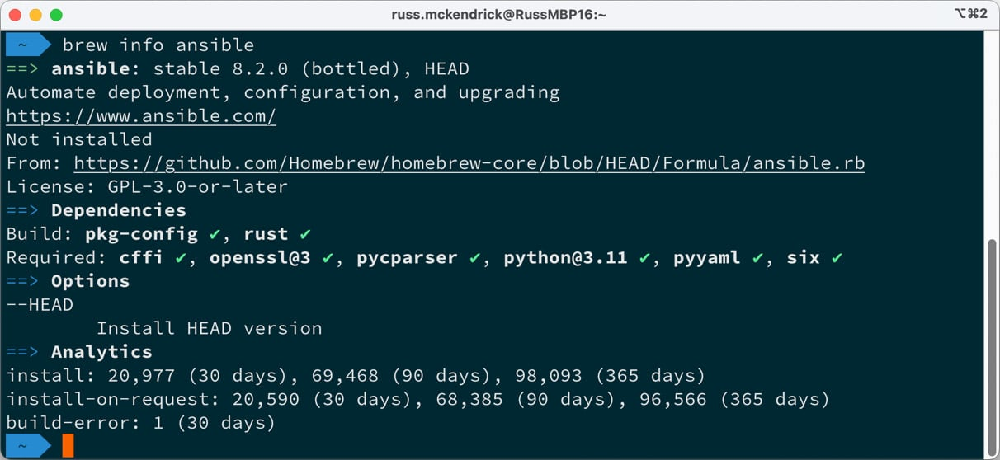 russ.mckendrick@RussMBP16:~ ⌥⌘2
~ brew info ansible
==> ansible: stable 8.2.0 (bottled), HEAD
Automate deployment, configuration, and upgrading
https://www.ansible.com/
Not installed
From: https://github.com/Homebrew/homebrew-core/blob/HEAD/Formula/ansible.rb
License: GPL-3.0-or-later
==> Dependencies
Build: pkg-config ✔, rust ✔
Required: cffi ✔, openssl@3 ✔, pycparser ✔, python@3.11 ✔, pyyaml ✔, six ✔
==> Options
--HEAD
Install HEAD version
==> Analytics
install: 20,977 (30 days), 69,468 (90 days), 98,093 (365 days)
install-on-request: 20,590 (30 days), 68,385 (90 days), 96,566 (365 days)
build-error: 1 (30 days)
~